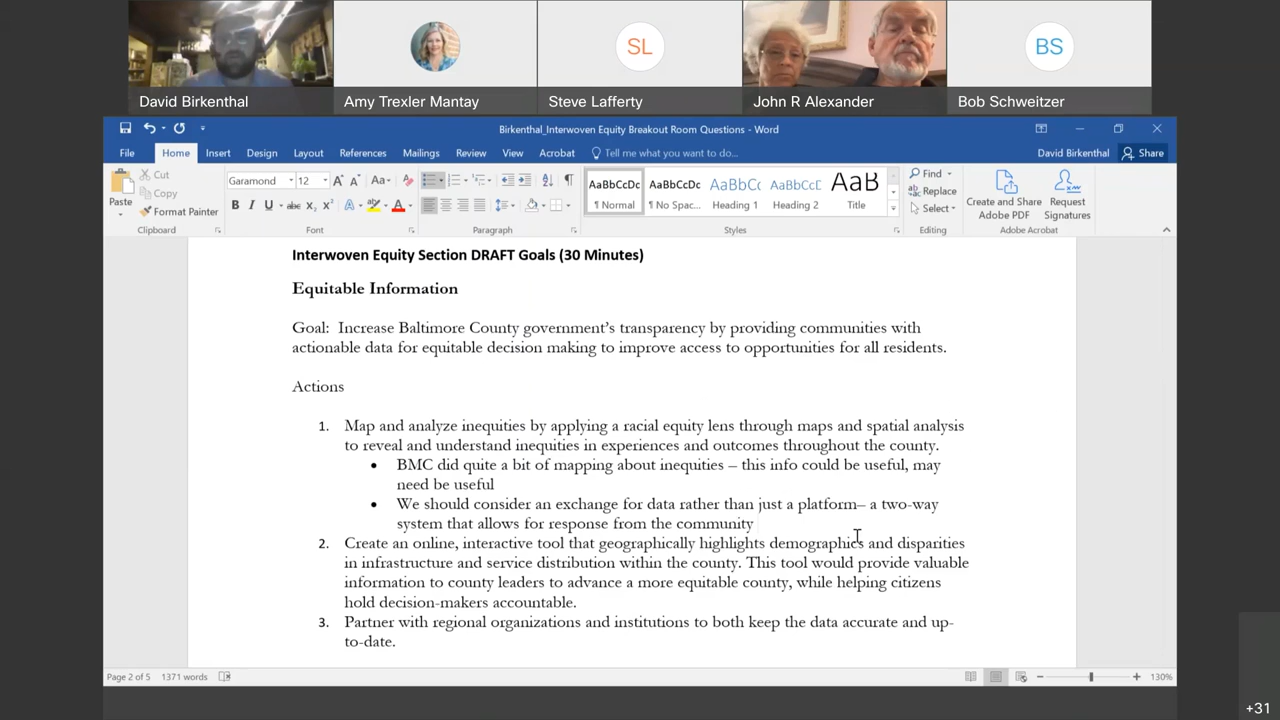 SL
BS
David Birkenthal
Amy Trexler Mantay
Steve Lafferty
John R Alexander
Bob Schweitzer
Birkenthal_Interwoven Equity Breakout Room Questions - Word
File
Home
Insert
Design
Layout
References
Mailings
Review
View
Acrobat
Tell me what you want to do...
David Birkenthal
Share
Paste
Cut
Copy
Format Painter
Clipboard
Garamond
12
Font
Paragraph
AaBbCcDc
¶ Normal
AaBbCcDc
¶ No Spac...
AaBbCc
Heading 1
AaBbCcD
Heading 2
AaB
Title
Styles
Find
Replace
Select
Editing
Create and Share
Adobe PDF
Request
Signatures
Adobe Acrobat
Interwoven Equity Section DRAFT Goals (30 Minutes)
Equitable Information
Goal: Increase Baltimore County government's transparency by providing communities with
actionable data for equitable decision making to improve access to opportunities for all residents.
Actions
1. Map and analyze inequities by applying a racial equity lens through maps and spatial analysis
to reveal and understand inequities in experiences and outcomes throughout the county.
• BMC did quite a bit of mapping about inequities – this info could be useful, may
need be useful
• We should consider an exchange for data rather than just a platform– a two-way
system that allows for response from the community
2. Create an online, interactive tool that geographically highlights demographics and disparities
in infrastructure and service distribution within the county. This tool would provide valuable
information to county leaders to advance a more equitable county, while helping citizens
hold decision-makers accountable.
3. Partner with regional organizations and institutions to both keep the data accurate and up-
to-date.
Page 2 of 5
1371 words
130%
+31